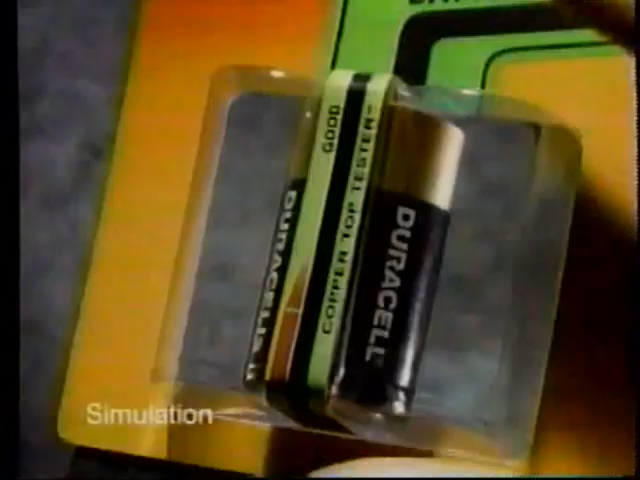 GOOD
COPPER TOP TESTER
DURACELL
DURACELL
Simulation